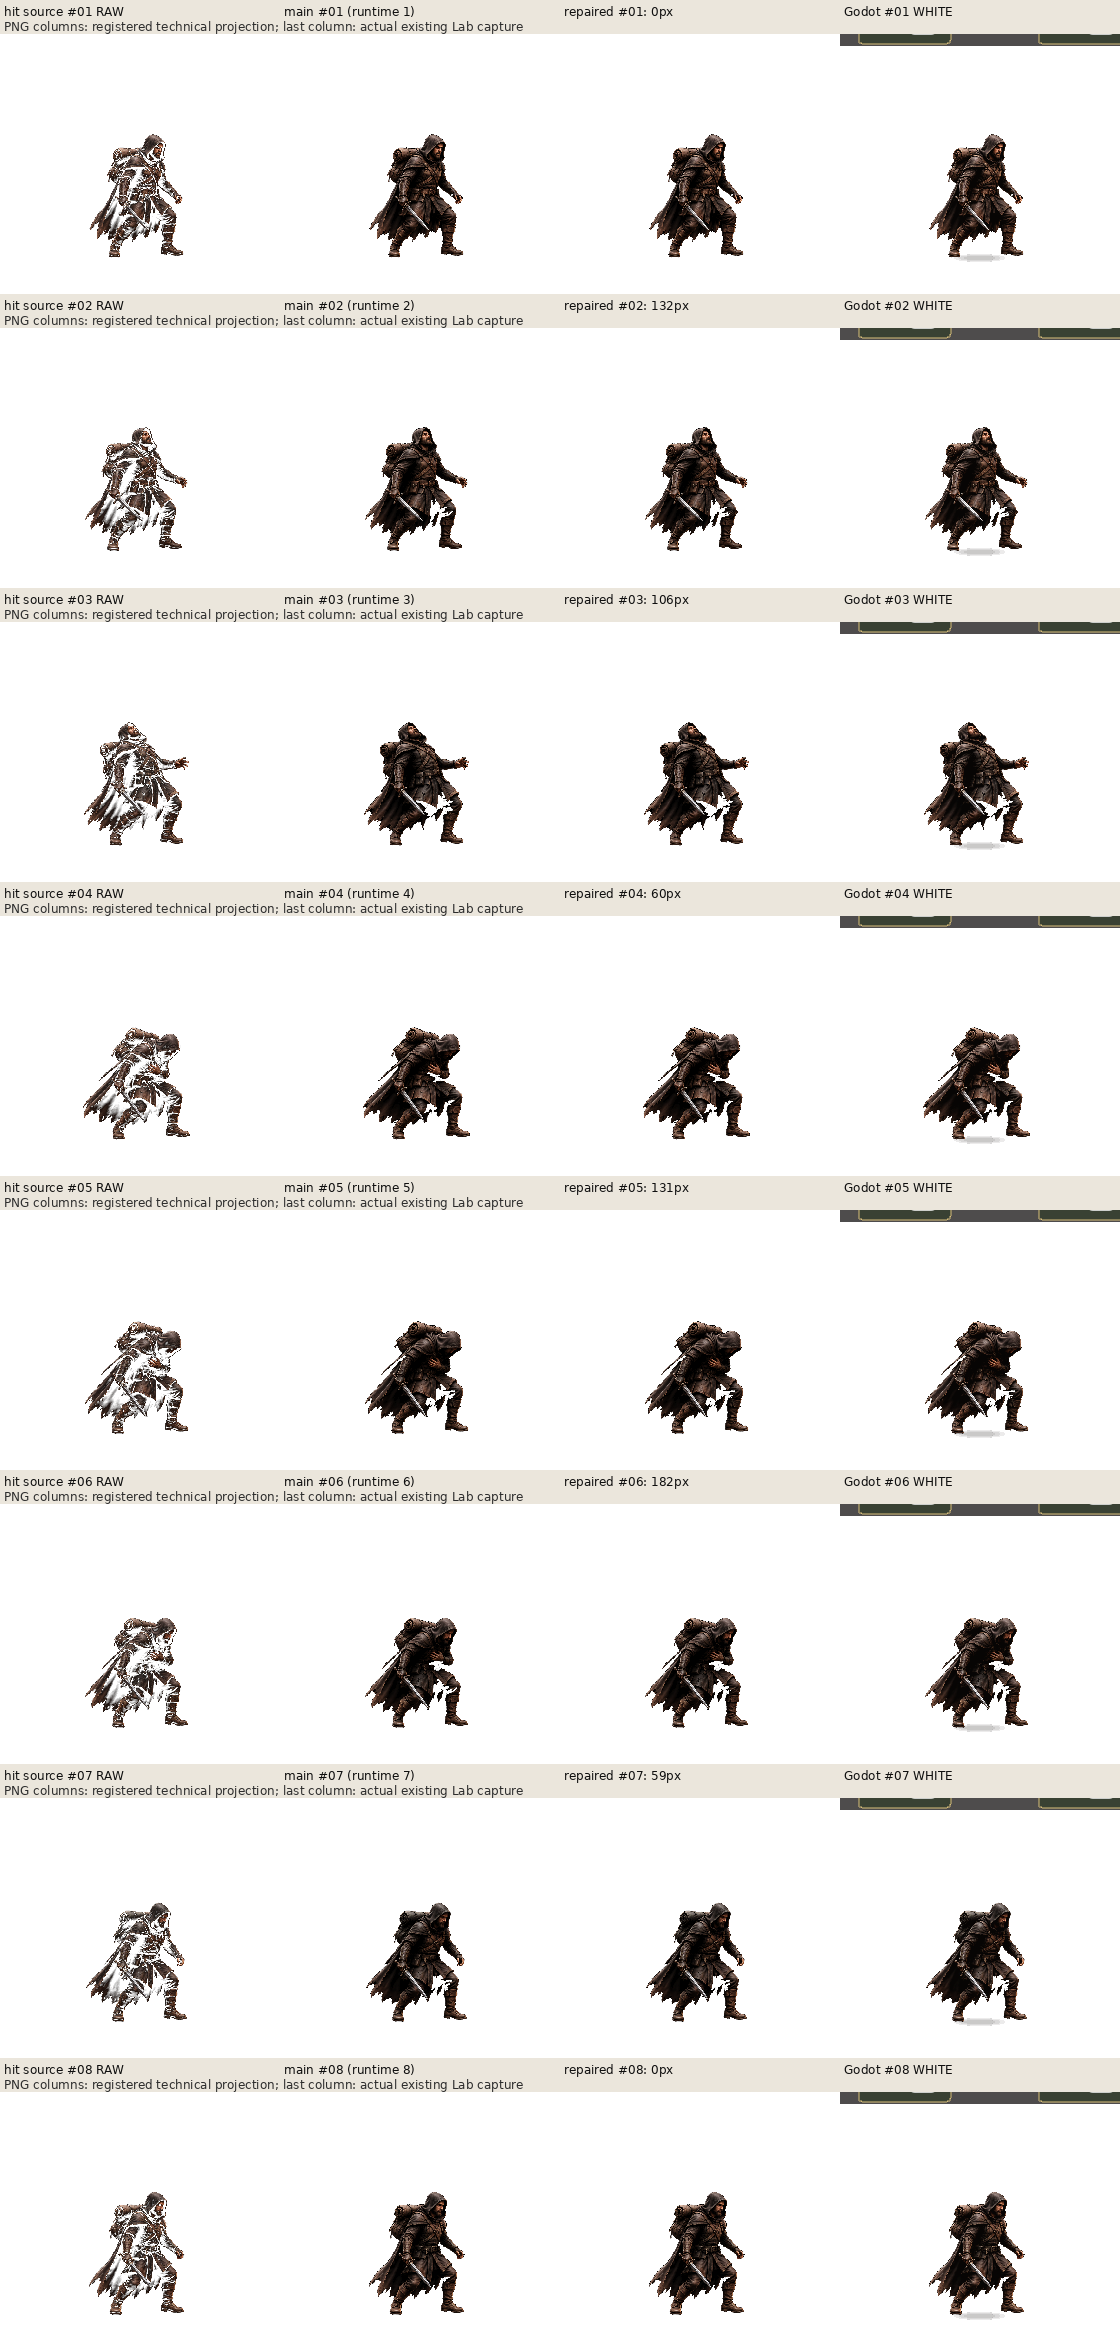 hit source #01 RAW main #01 (runtime 1) repaired #01: 0px Godot #01 WHITE
PNG columns: registered technical projection; last column: actual existing Lab capture
hit source #02 RAW main #02 (runtime 2) repaired #02: 132px Godot #02 WHITE
PNG columns: registered technical projection; last column: actual existing Lab capture
hit source #03 RAW main #03 (runtime 3) repaired #03: 106px Godot #03 WHITE
PNG columns: registered technical projection; last column: actual existing Lab capture
hit source #04 RAW main #04 (runtime 4) repaired #04: 60px Godot #04 WHITE
PNG columns: registered technical projection; last column: actual existing Lab capture
hit source #05 RAW main #05 (runtime 5) repaired #05: 131px Godot #05 WHITE
PNG columns: registered technical projection; last column: actual existing Lab capture
hit source #06 RAW main #06 (runtime 6) repaired #06: 182px Godot #06 WHITE
PNG columns: registered technical projection; last column: actual existing Lab capture
hit source #07 RAW main #07 (runtime 7) repaired #07: 59px Godot #07 WHITE
PNG columns: registered technical projection; last column: actual existing Lab capture
hit source #08 RAW main #08 (runtime 8) repaired #08: 0px Godot #08 WHITE
PNG columns: registered technical projection; last column: actual existing Lab capture